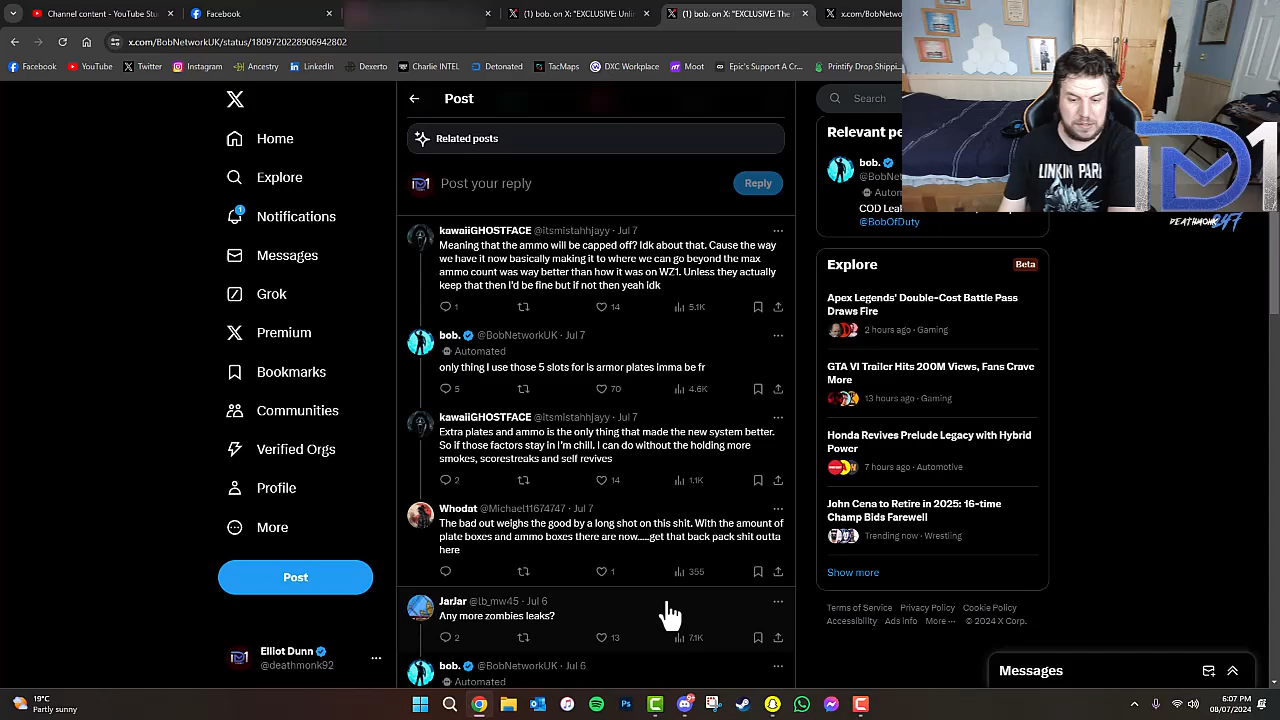 Christopher: The
Facebook
bob. on X: "EXCLUSIVE: Unli
bob. on X: "EXCLUSIVE: The
x.com/BobNetworkUK/sta
x.com/BobNetworkUK/status/1809720228906942802
Facebook
YouTube
Twitter
Instagram
Ancestry
LinkedIn
Dexerto
Charlie INTEL
Detonated
TacMaps
DXC Workplace
Moot
Epic's Support A Cr...
Printify Drop Shippi...
Home
Explore
1
Notifications
Messages
Grok
Premium
Bookmarks
Communities
Verified Orgs
Profile
More
Post
Elliot Dunn
@deathmonk92
Post
Related posts
Post your reply
Reply
kawaiiGHOSTFACE @itsmistahhjayy · Jul 7
Meaning that the ammo will be capped off? Idk about that. Cause the way
we have it now basically making it to where we can go beyond the max
ammo count was way better than how it was on WZ1. Unless they actually
keep that then I'd be fine but if not then yeah idk
1 14 5.1K
bob. @BobNetworkUK · Jul 7
Automated
only thing I use those 5 slots for is armor plates imma be fr
5 70 4.6K
kawaiiGHOSTFACE @itsmistahhjayy · Jul 7
Extra plates and ammo is the only thing that made the new system better.
So if those factors stay in I'm chill. I can do without the holding more
smokes, scorestreaks and self revives
2 14 1.1K
Whodat @Michael11674747 · Jul 7
The bad out weighs the good by a long shot on this shit. With the amount of
plate boxes and ammo boxes there are now.....get that back pack shit outta
here
1 355
JarJar @lb_mw45 · Jul 6
Any more zombies leaks?
2 13 7.1K
bob. @BobNetworkUK · Jul 6
Automated
Search
Relevant pe
bob.
@BobNe
Autom
COD Leak
@BobOfDuty
Explore
Beta
Apex Legends' Double-Cost Battle Pass
Draws Fire
2 hours ago · Gaming
GTA VI Trailer Hits 200M Views, Fans Crave
More
13 hours ago · Gaming
Honda Revives Prelude Legacy with Hybrid
Power
7 hours ago · Automotive
John Cena to Retire in 2025: 16-time
Champ Bids Farewell
Trending now · Wrestling
Show more
Terms of Service Privacy Policy Cookie Policy
Accessibility Ads info More ··· © 2024 X Corp.
Messages
LINKIN PARK
DEATHMONK 247
19°C
Partly sunny
6:07 PM
08/07/2024